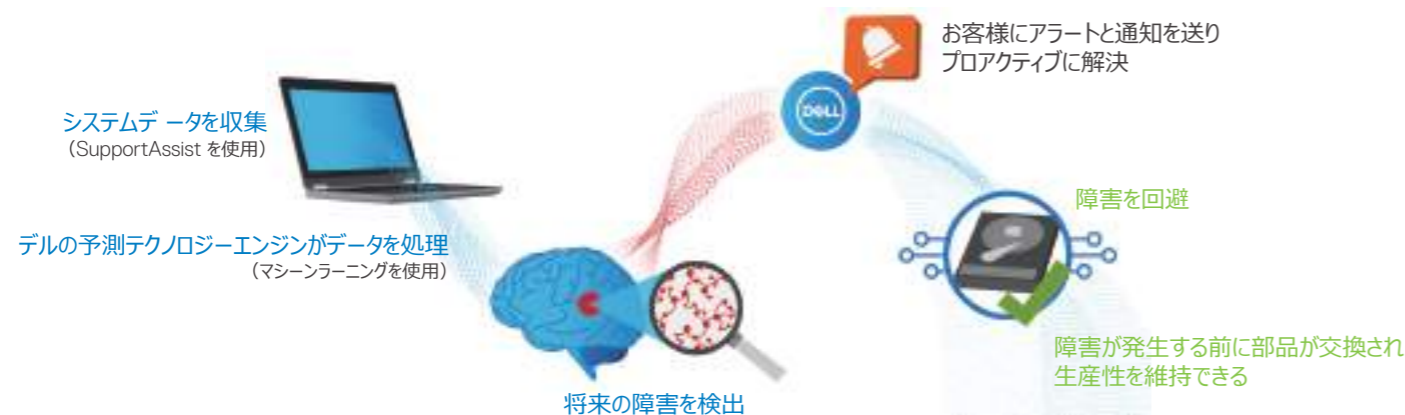 システムデ ータを収集
（SupportAssist を使用）
デルの予測テクノロジーエンジンがデータを処理
（マシーンラーニングを使用）
将来の障害を検出
DELL
お客様にアラートと通知を送り
プロアクティブに解決
障害を回避
障害が発生する前に部品が交換され
生産性を維持できる